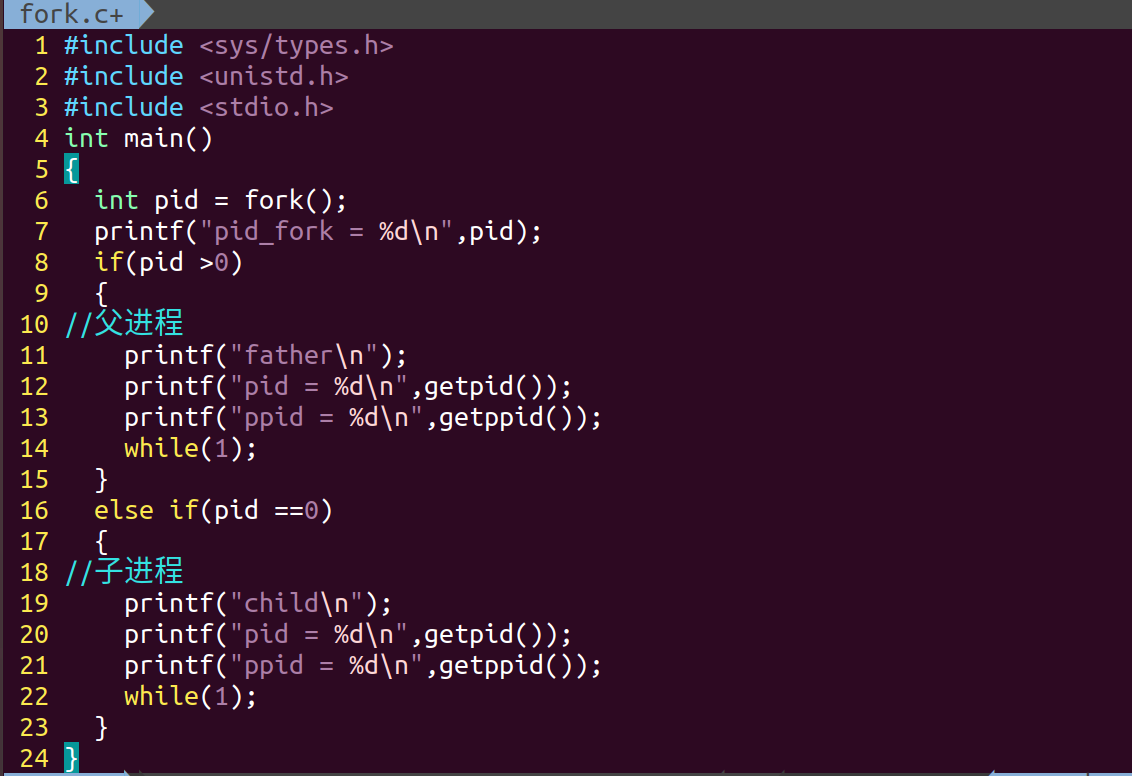 fork.c+
1 #include <sys/types.h>
2 #include <unistd.h>
3 #include <stdio.h>
4 int main()
5 {
6   int pid = fork();
7   printf("pid_fork = %d\n",pid);
8   if(pid >0)
9   {
10 //父进程
11     printf("father\n");
12     printf("pid = %d\n",getpid());
13     printf("ppid = %d\n",getppid());
14     while(1);
15   }
16   else if(pid ==0)
17   {
18 //子进程
19     printf("child\n");
20     printf("pid = %d\n",getpid());
21     printf("ppid = %d\n",getppid());
22     while(1);
23   }
24 }